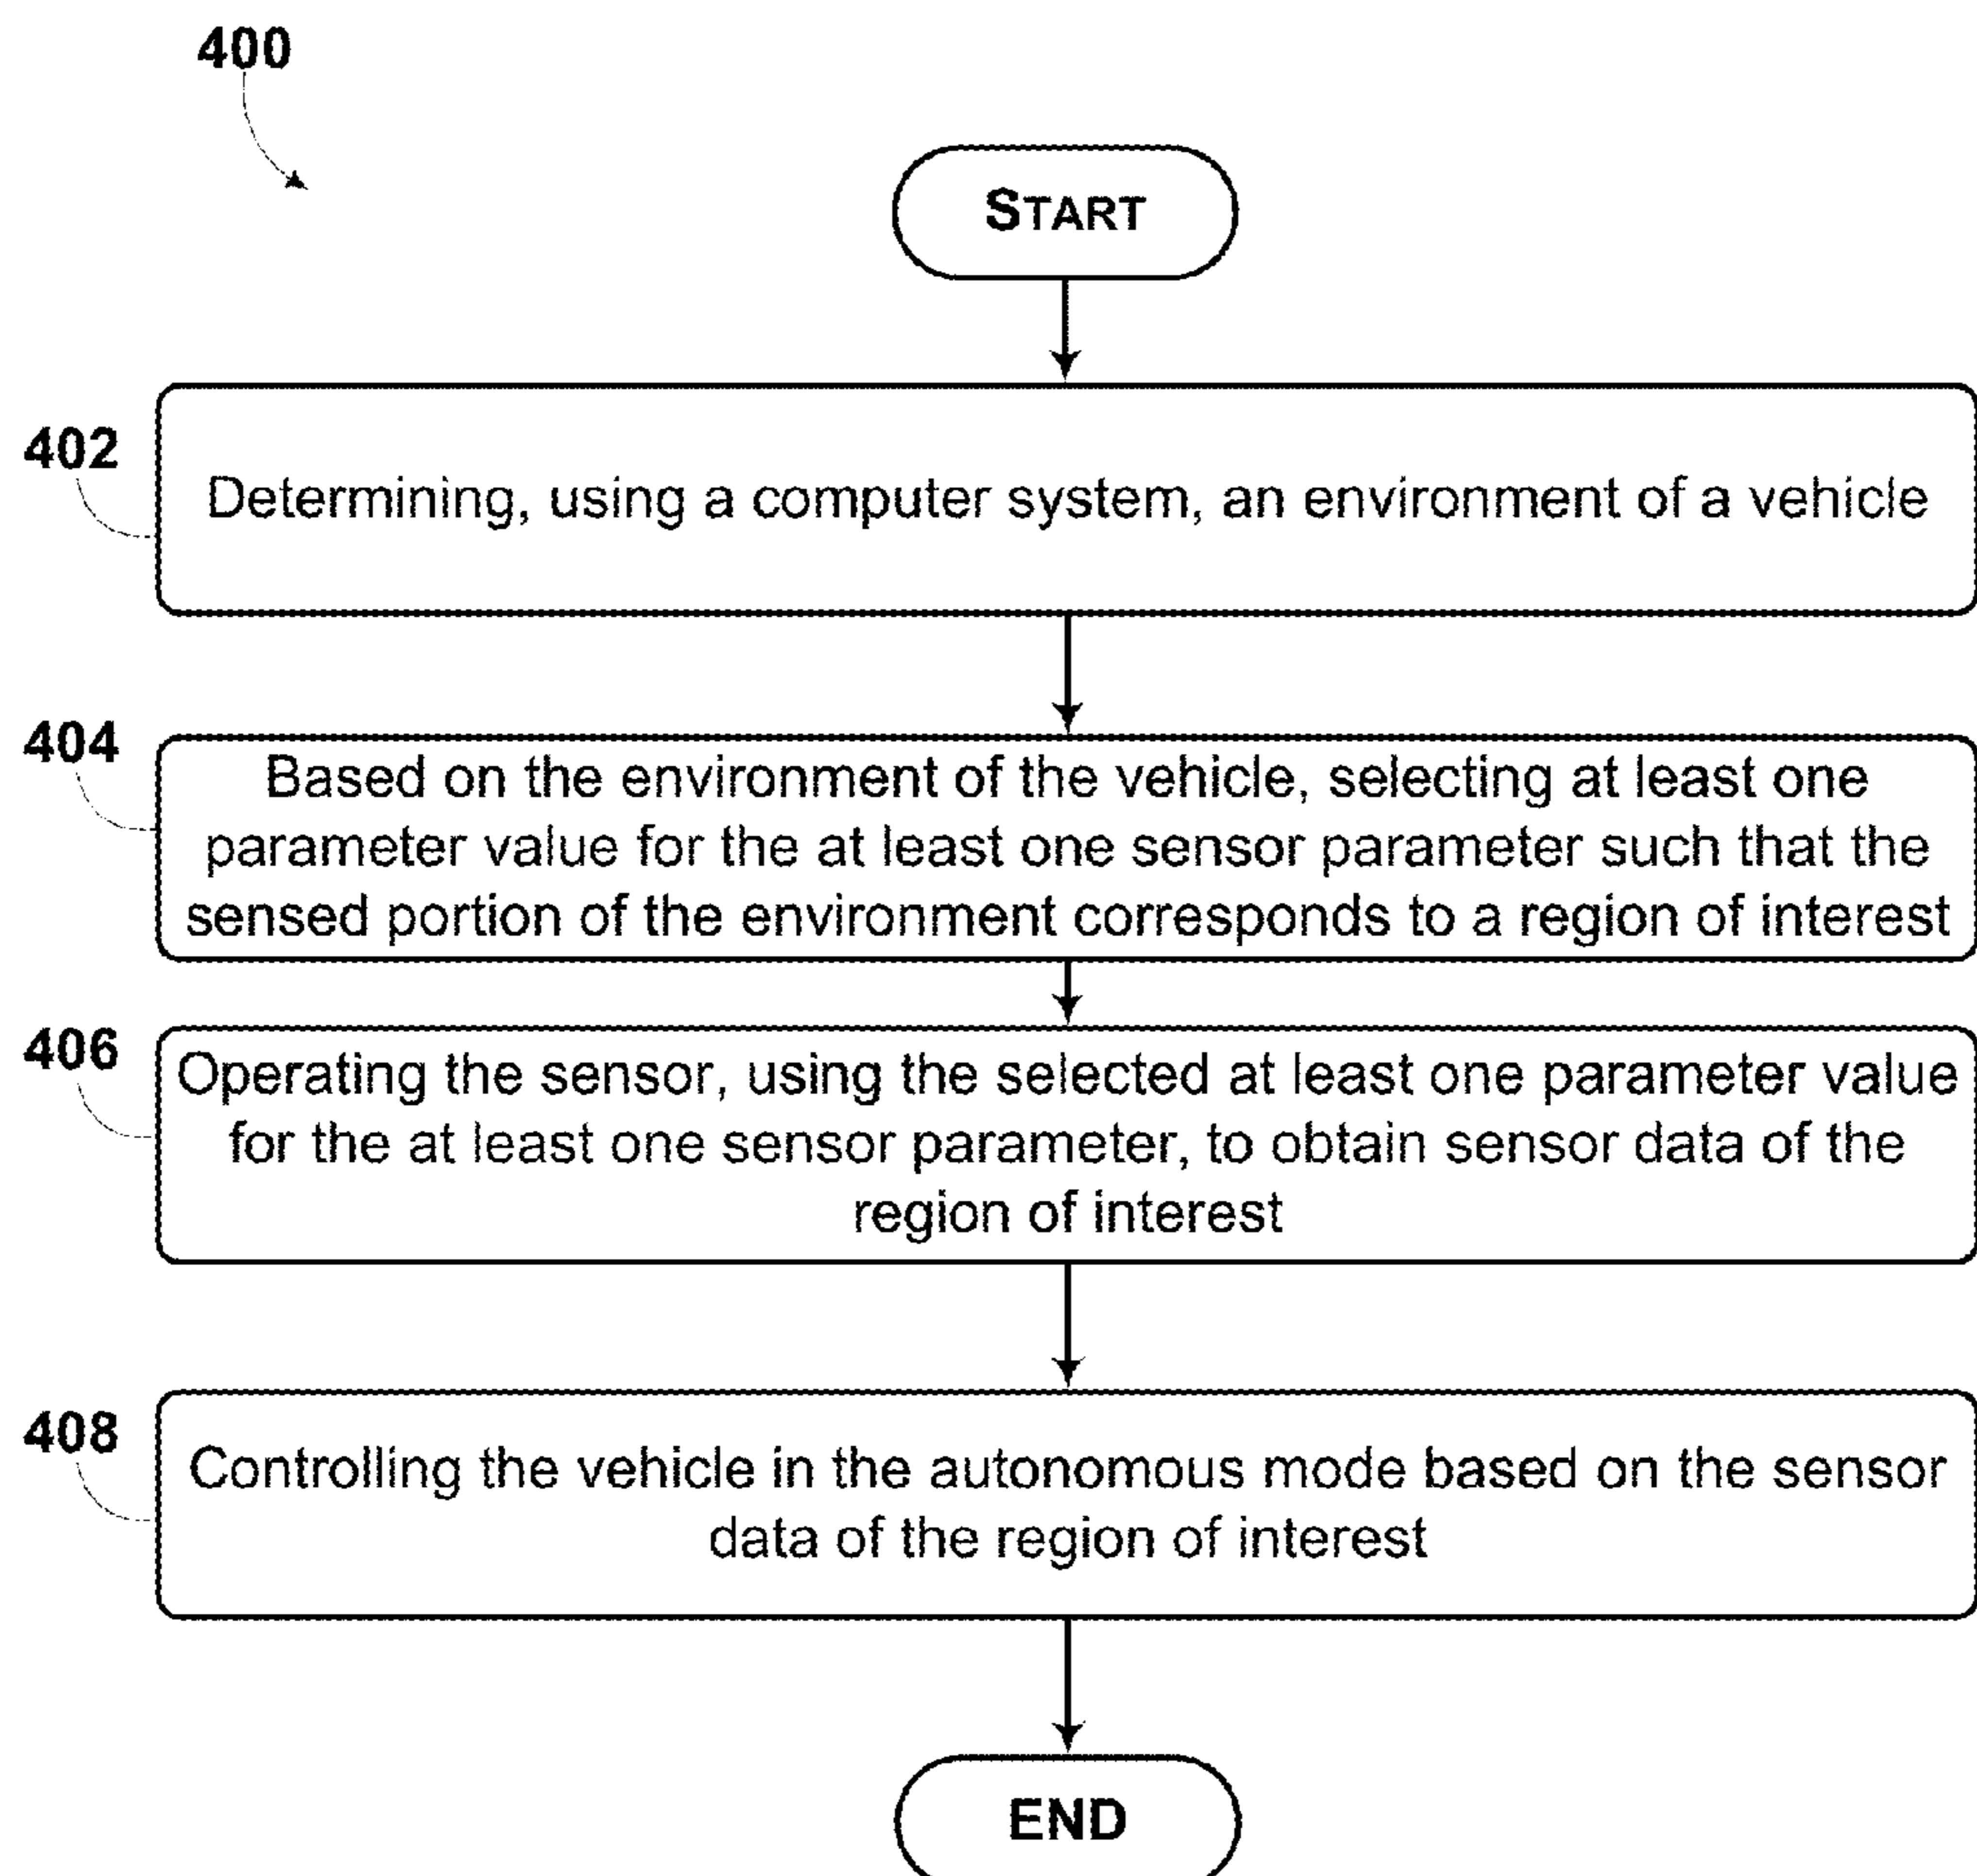 400
START
402
Determining, using a computer system, an environment of a vehicle
404
Based on the environment of the vehicle, selecting at least one
parameter value for the at least one sensor parameter such that the
sensed portion of the environment corresponds to a region of interest
406
Operating the sensor, using the selected at least one parameter value
for the at least one sensor parameter, to obtain sensor data of the
region of interest
408
Controlling the vehicle in the autonomous mode based on the sensor
data of the region of interest
END